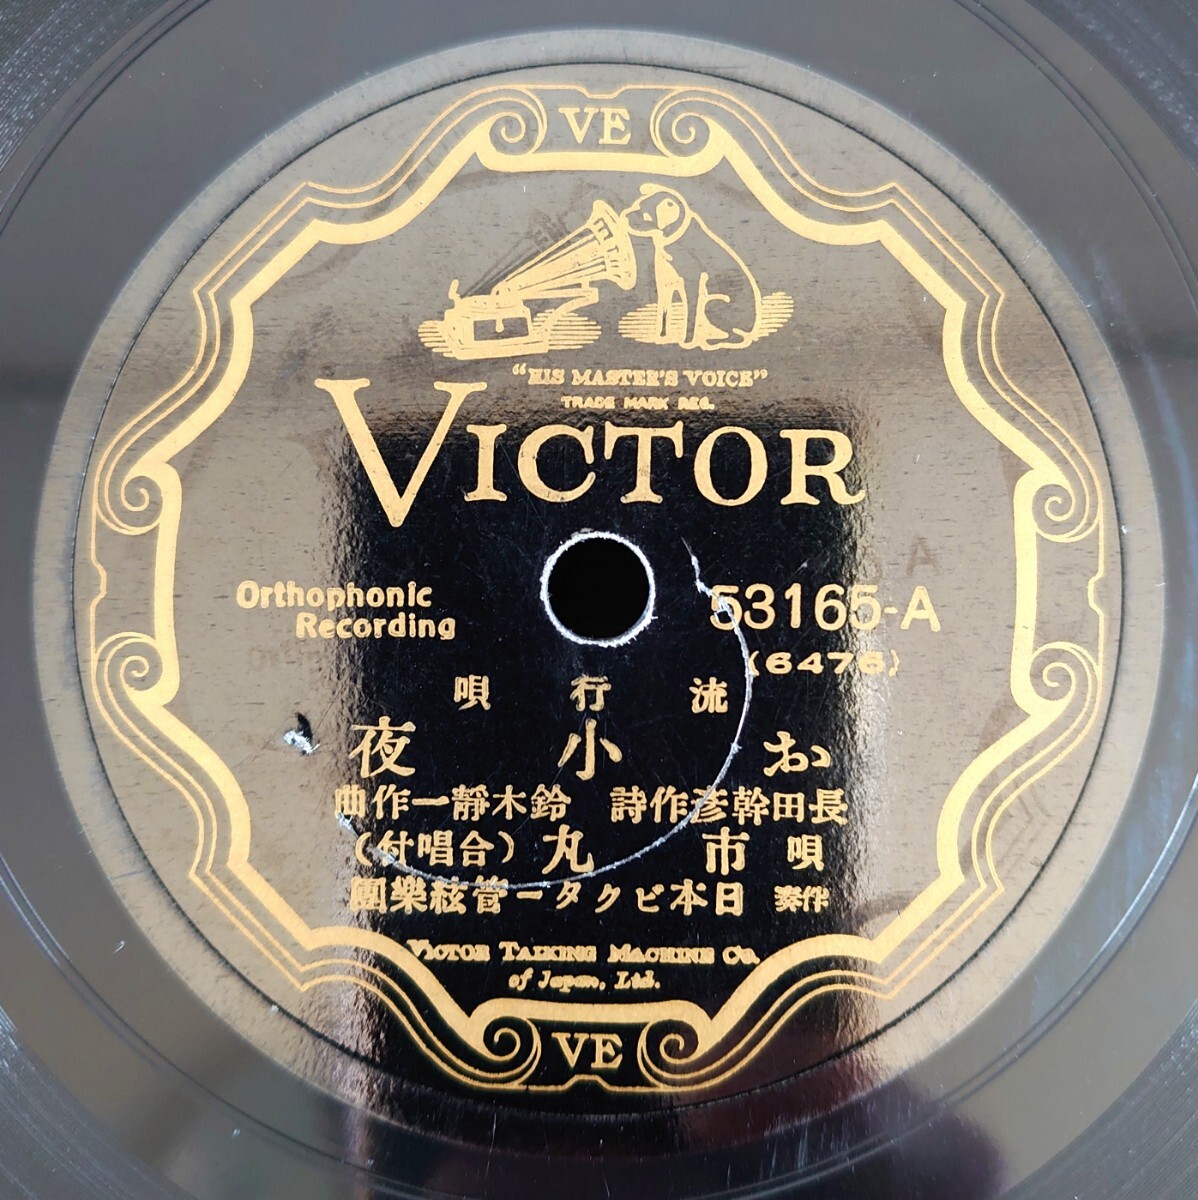 VE
"HIS MASTER'S VOICE"
TRADE MARK REG.
VICTOR
Orthophonic
Recording
53165-A
(6476)
流行唄
お小夜
長田幹彦作詩 鈴木靜一作曲
唄 市丸 (合唱付)
伴奏 日本ビクター管絃樂團
VICTOR TALKING MACHINE CO.
of Japan, Ltd.
VE